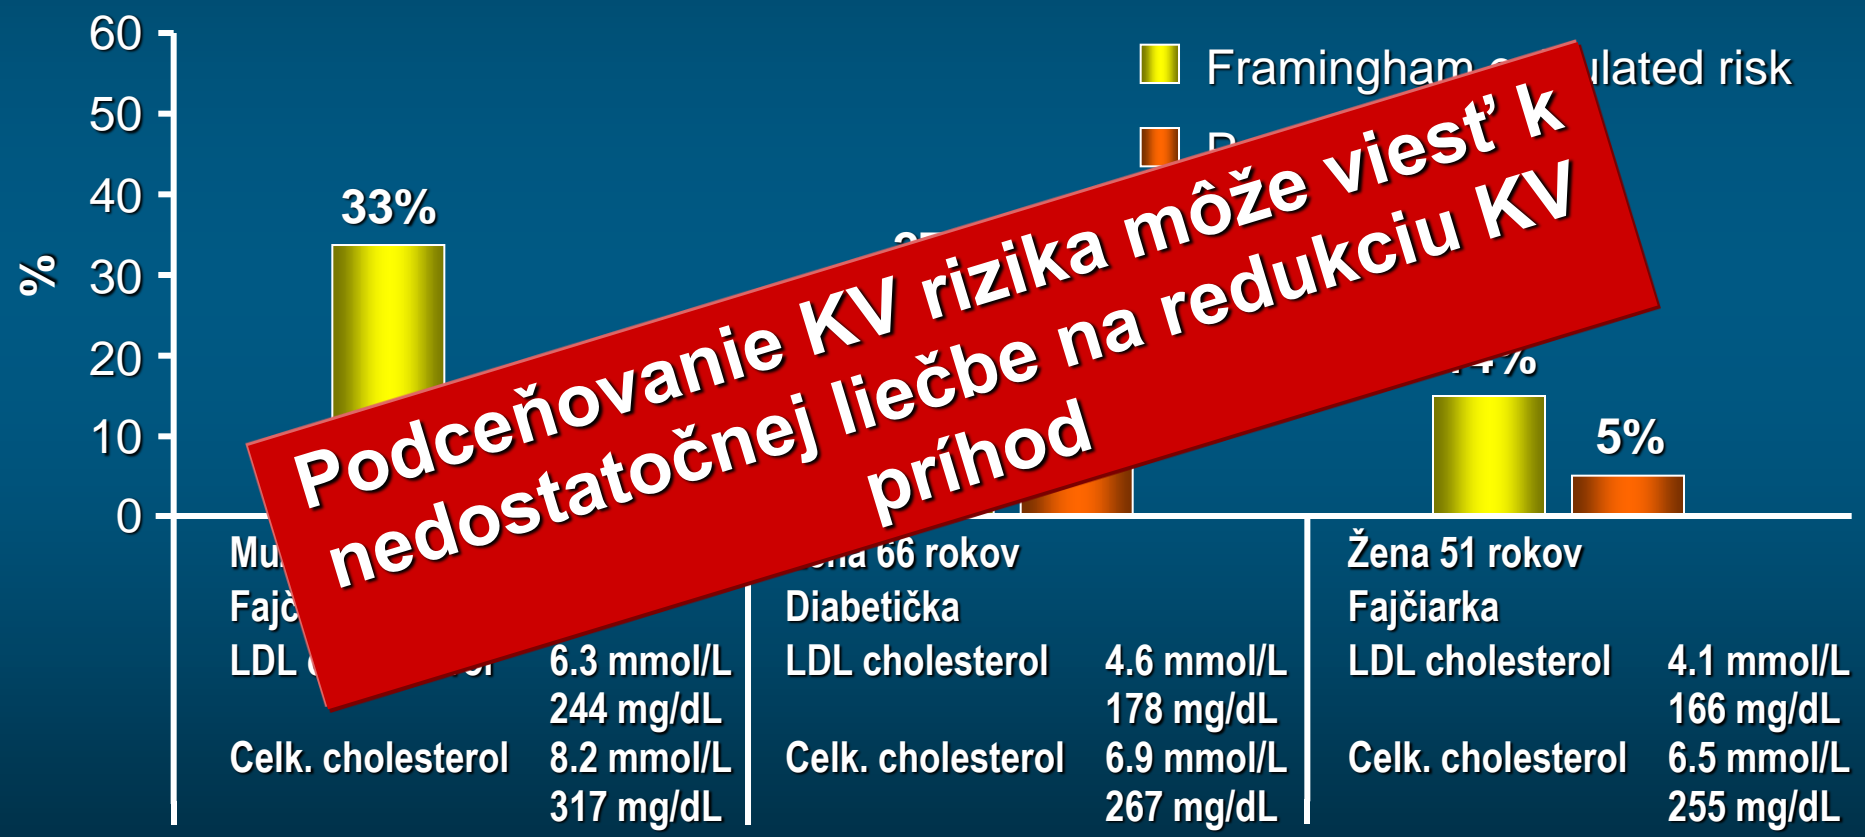 60
50
40
30
20
10
0
%
Framingham ulated risk
33%
5%
Podceňovanie KV rizika môže viesť k
nedostatočnej liečbe na redukciu KV
príhod
66 rokov
Diabetička
LDL cholesterol 4.6 mmol/L
178 mg/dL
Celk. cholesterol 6.9 mmol/L
267 mg/dL
Žena 51 rokov
Fajčiarka
LDL cholesterol 4.1 mmol/L
166 mg/dL
Celk. cholesterol 6.5 mmol/L
255 mg/dL
LDL 6.3 mmol/L
244 mg/dL
Celk. cholesterol 8.2 mmol/L
317 mg/dL